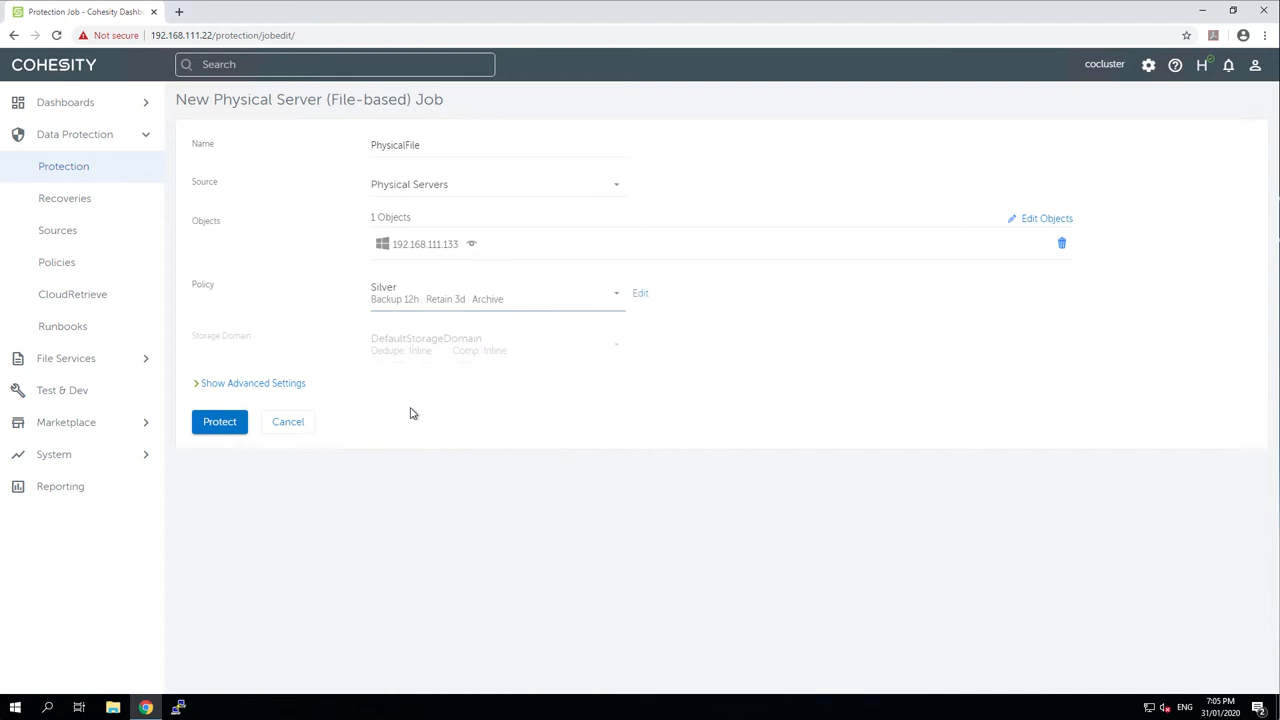 Protection Job - Cohesity Dashb
Not secure
192.168.111.22/protection/jobedit/
COHESITY
Search
cocluster
H
Dashboards
Data Protection
Protection
Recoveries
Sources
Policies
CloudRetrieve
Runbooks
File Services
Test & Dev
Marketplace
System
Reporting
New Physical Server (File-based) Job
Name
PhysicalFile
Source
Physical Servers
Objects
1 Objects
Edit Objects
192.168.111.133
Policy
Silver
Backup 12h Retain 3d Archive
Edit
Storage Domain
DefaultStorageDomain
Dedupe: Inline Comp: Inline
Show Advanced Settings
Protect
Cancel
ENG
7:05 PM
31/01/2020
2